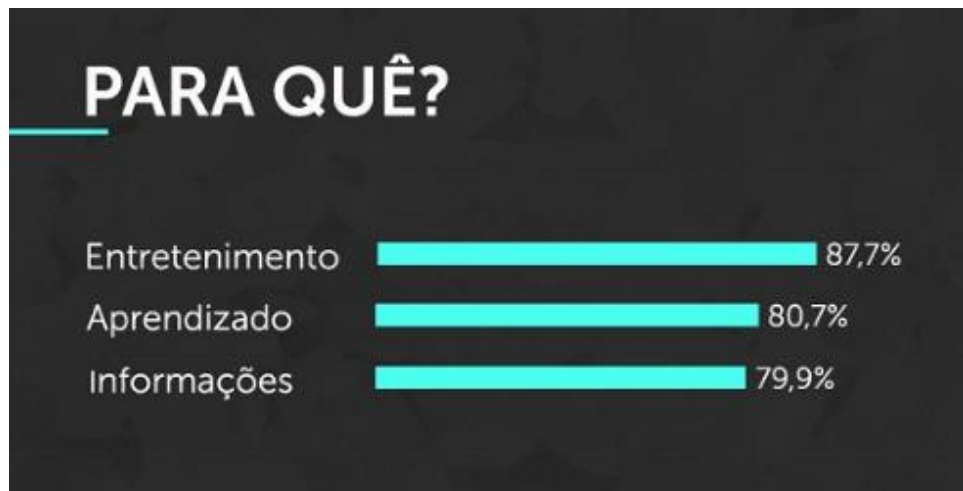 PARA QUÊ?
Entretenimento 87,7%
Aprendizado 80,7%
Informações 79,9%